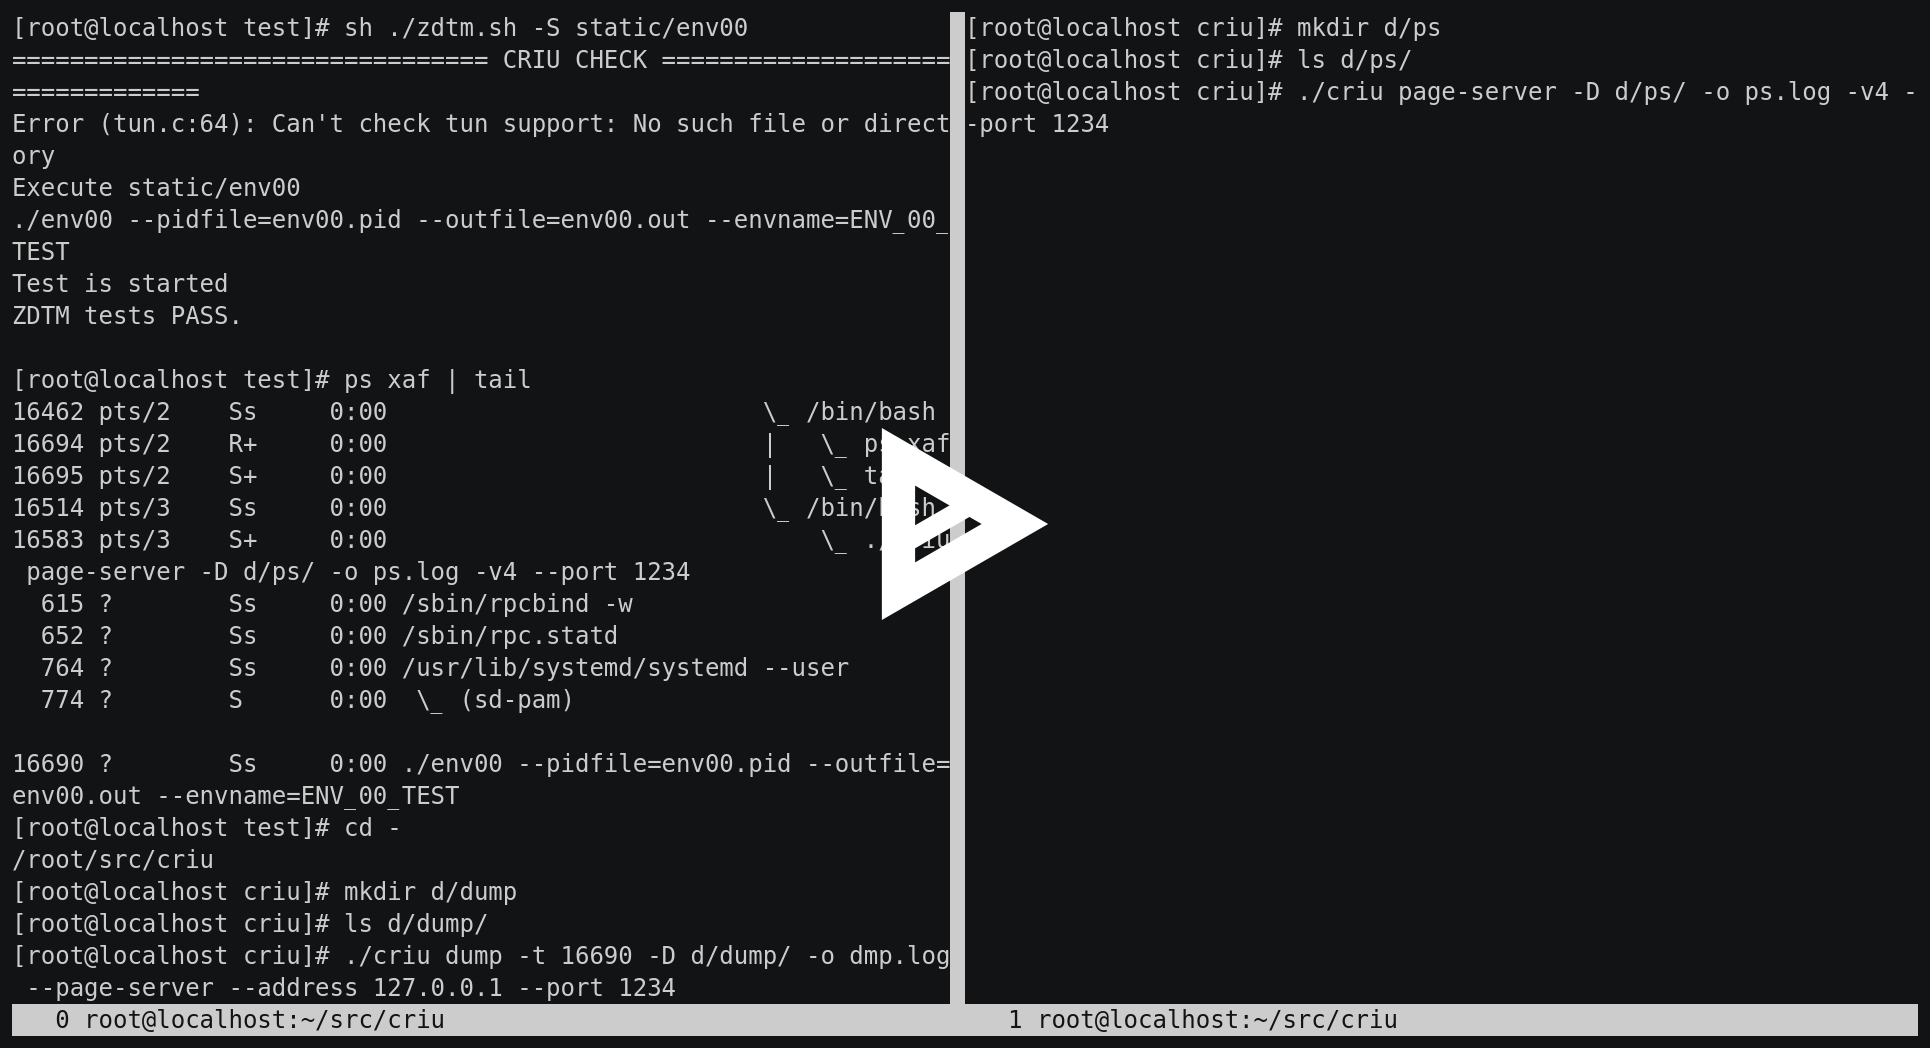 [root@localhost test]# sh ./zdtm.sh -S static/env00
================================= CRIU CHECK ====================
=============
Error (tun.c:64): Can't check tun support: No such file or direct
ory
Execute static/env00
./env00 --pidfile=env00.pid --outfile=env00.out --envname=ENV_00_
TEST
Test is started
ZDTM tests PASS.
[root@localhost test]# ps xaf | tail
16462 pts/2    Ss     0:00                          \_ /bin/bash
16694 pts/2    R+     0:00                          |   \_ ps xaf
16695 pts/2    S+     0:00                          |   \_
16514 pts/3    Ss     0:00                          \_ /bin/bash
16583 pts/3    S+     0:00                              \_ ./criu
 page-server -D d/ps/ -o ps.log -v4 --port 1234
  615 ?        Ss     0:00 /sbin/rpcbind -w
  652 ?        Ss     0:00 /sbin/rpc.statd
  764 ?        Ss     0:00 /usr/lib/systemd/systemd --user
  774 ?        S      0:00  \_ (sd-pam)
16690 ?        Ss     0:00 ./env00 --pidfile=env00.pid --outfile=
env00.out --envname=ENV_00_TEST
[root@localhost test]# cd -
/root/src/criu
[root@localhost criu]# mkdir d/dump
[root@localhost criu]# ls d/dump/
[root@localhost criu]# ./criu dump -t 16690 -D d/dump/ -o dmp.log
 --page-server --address 127.0.0.1 --port 1234
   0 root@localhost:~/src/criu
[root@localhost criu]# mkdir d/ps
[root@localhost criu]# ls d/ps/
[root@localhost criu]# ./criu page-server -D d/ps/ -o ps.log -v4 -
-port 1234
   1 root@localhost:~/src/criu